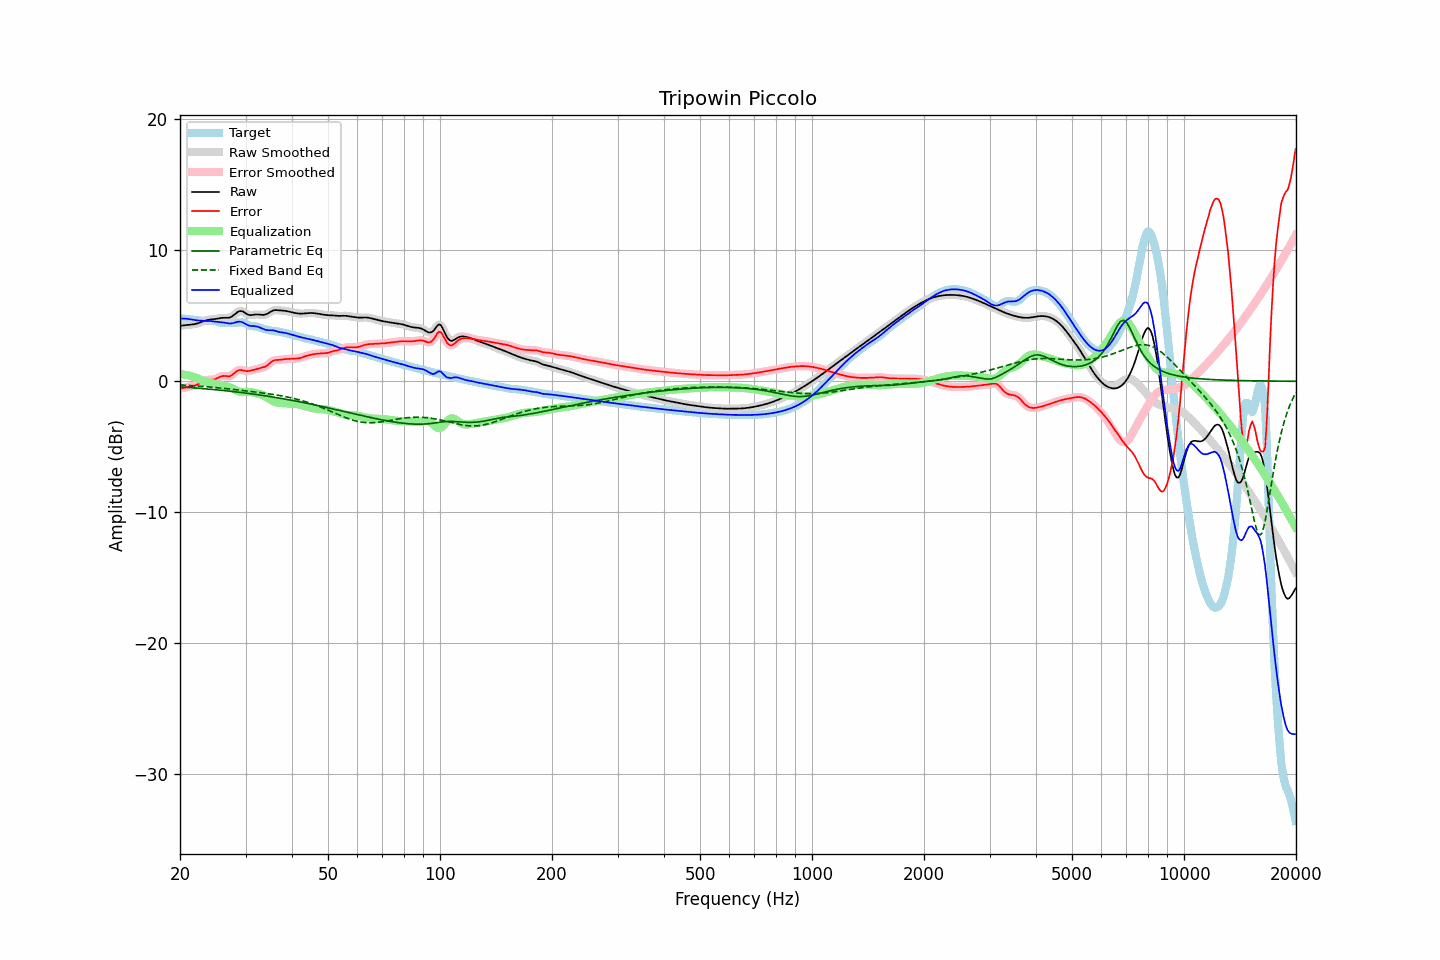 Tripowin Piccolo
Target
Raw Smoothed
Error Smoothed
Raw
Error
Equalization
Parametric Eq
Fixed Band Eq
Equalized
Amplitude (dBr)
20
10
0
−10
−20
−30
20
50
100
200
500
1000
2000
5000
10000
20000
Frequency (Hz)